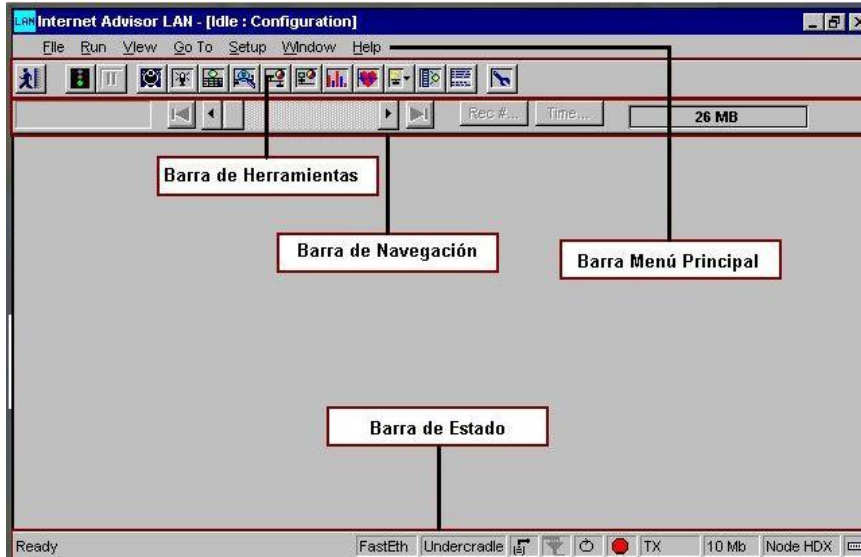 LAN Internet Advisor LAN - [Idle : Configuration]
File Run View Go To Setup Window Help
Rec #... Time... 26 MB
Barra de Herramientas
Barra de Navegación
Barra Menú Principal
Barra de Estado
Ready FastEth Undercradle TX 10 Mb Node HDX